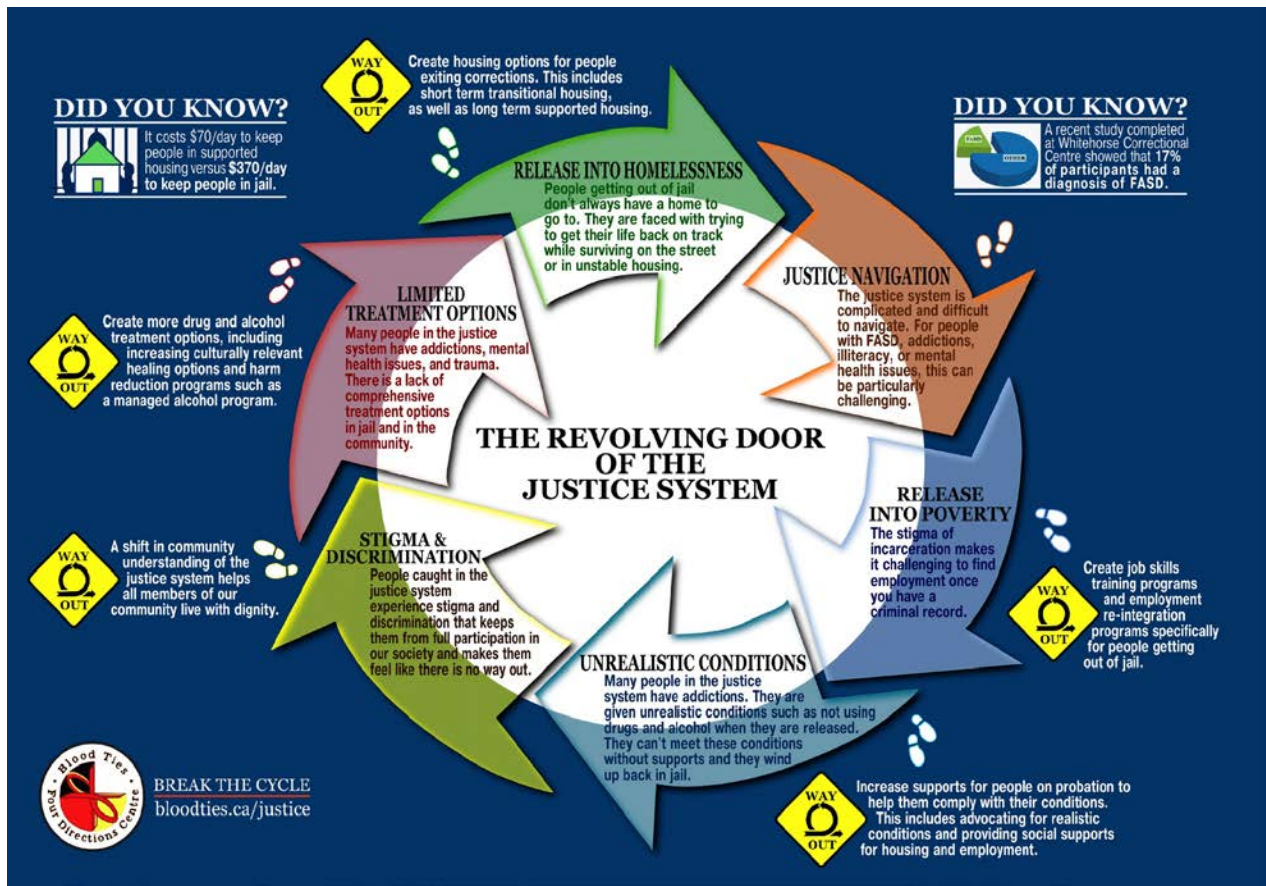 WAY
OUT
Create housing options for people
exiting corrections. This includes
short term transitional housing,
as well as long term supported housing.
DID YOU KNOW?
It costs $70/day to keep
people in supported
housing versus $370/day
to keep people in jail.
DID YOU KNOW?
FASD
OTHER
A recent study completed
at Whitehorse Correctional
Centre showed that 17%
of participants had a
diagnosis of FASD.
RELEASE INTO HOMELESSNESS
People getting out of jail
don't always have a home to
go to. They are faced with trying
to get their life back on track
while surviving on the street
or in unstable housing.
JUSTICE NAVIGATION
The justice system is
complicated and difficult
to navigate. For people
with FASD, addictions,
illiteracy, or mental
health issues, this can
be particularly
challenging.
LIMITED
TREATMENT OPTIONS
Many people in the justice
system have addictions, mental
health issues, and trauma.
There is a lack of
comprehensive
treatment options
in jail and in the
community.
WAY
OUT
Create more drug and alcohol
treatment options, including
increasing culturally relevant
healing options and harm
reduction programs such as
a managed alcohol program.
THE REVOLVING DOOR
OF THE
JUSTICE SYSTEM
RELEASE
INTO POVERTY
The stigma of
incarceration makes
it challenging to find
employment once
you have a
criminal record.
WAY
OUT
Create job skills
training programs
and employment
re-integration
programs specifically
for people getting
out of jail.
STIGMA &
DISCRIMINATION
People caught in the
justice system
experience stigma and
discrimination that keeps
them from full participation in
our society and makes them
feel like there is no way out.
WAY
OUT
A shift in community
understanding of the
justice system helps
all members of our
community live with dignity.
UNREALISTIC CONDITIONS
Many people in the justice
system have addictions. They are
given unrealistic conditions such as not using
drugs and alcohol when they are released.
They can't meet these conditions
without supports and they wind
up back in jail.
WAY
OUT
Increase supports for people on probation to
help them comply with their conditions.
This includes advocating for realistic
conditions and providing social supports
for housing and employment.
Blood Ties
Four Directions Centre
BREAK THE CYCLE
bloodties.ca/justice